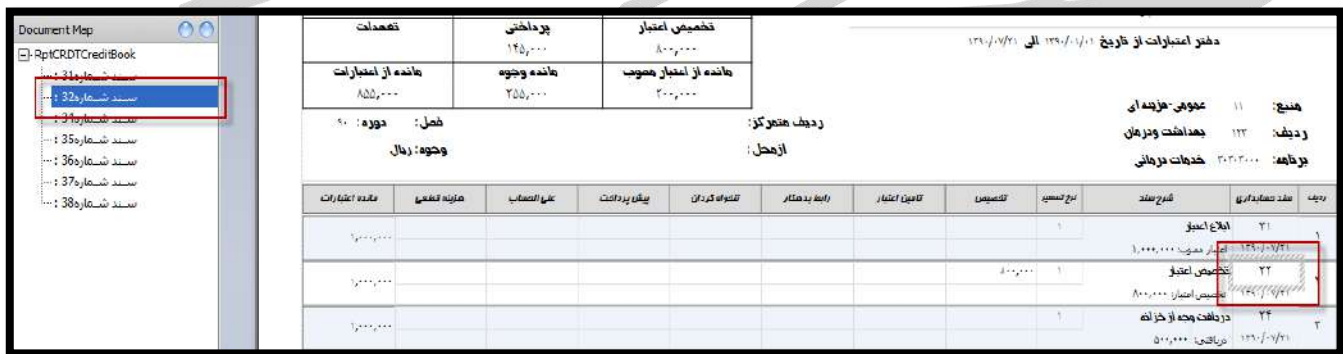 Document Map
RptCRDTCreditBook
سند شماره31 :
سند شماره32 :
سند شماره34 :
سند شماره35 :
سند شماره36 :
سند شماره37 :
سند شماره38 :
تخصیص اعتبار پرداختی تعهدات
۸۰۰,۰۰۰ ۱۴۵,۰۰۰
مانده از اعتبار مصوب مانده وجوه مانده از اعتبارات
۲۰۰,۰۰۰ ۲۵۵,۰۰۰ ۸۵۵,۰۰۰
دفتر اعتبارات از تاریخ ۱۳۹۰/۰۱/۰۱ الی ۱۳۹۰/۰۷/۲۱
منبع: ۱۱ عمومی-هزینه ای
ردیف: ۱۲۳ بهداشت ودرمان
برنامه: ۳۰۳۰۳۰۰۰ خدمات درمانی
ردیف متمرکز: فصل: دوره: ۹۰
ازمحل: وجوه: ریال
ردیف سند حسابداری شرح سند نرخ تسعیر تخصیص تامین اعتبار رابط بدهکار تنخواه گردان پیش پرداخت علی الحساب هزینه قطعی مانده اعتبارات
۱ ۳۱ ابلاغ اعتبار ۱ ۱,۰۰۰,۰۰۰
۱۳۹۰/۰۷/۲۱ اعتبار مصوب: ۱,۰۰۰,۰۰۰
۲ ۳۲ تخصیص اعتبار ۱ ۸۰۰,۰۰۰ ۱,۰۰۰,۰۰۰
۱۳۹۰/۰۷/۲۱ تخصیص اعتبار: ۸۰۰,۰۰۰
۳ ۳۴ دریافت وجه از خزانه ۱ ۱,۰۰۰,۰۰۰
۱۳۹۰/۰۷/۲۱ دریافتی: ۵۰۰,۰۰۰